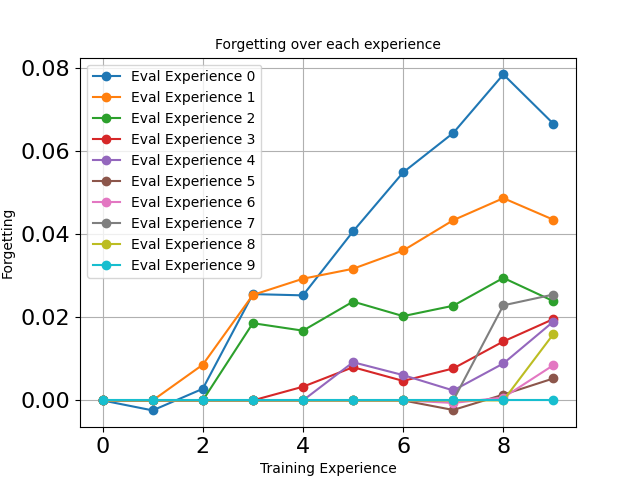 Forgetting over each experience
0.08
0.06
0.04
0.02
0.00
Forgetting
Eval Experience 0
Eval Experience 1
Eval Experience 2
Eval Experience 3
Eval Experience 4
Eval Experience 5
Eval Experience 6
Eval Experience 7
Eval Experience 8
Eval Experience 9
0 2 4 6 8
Training Experience